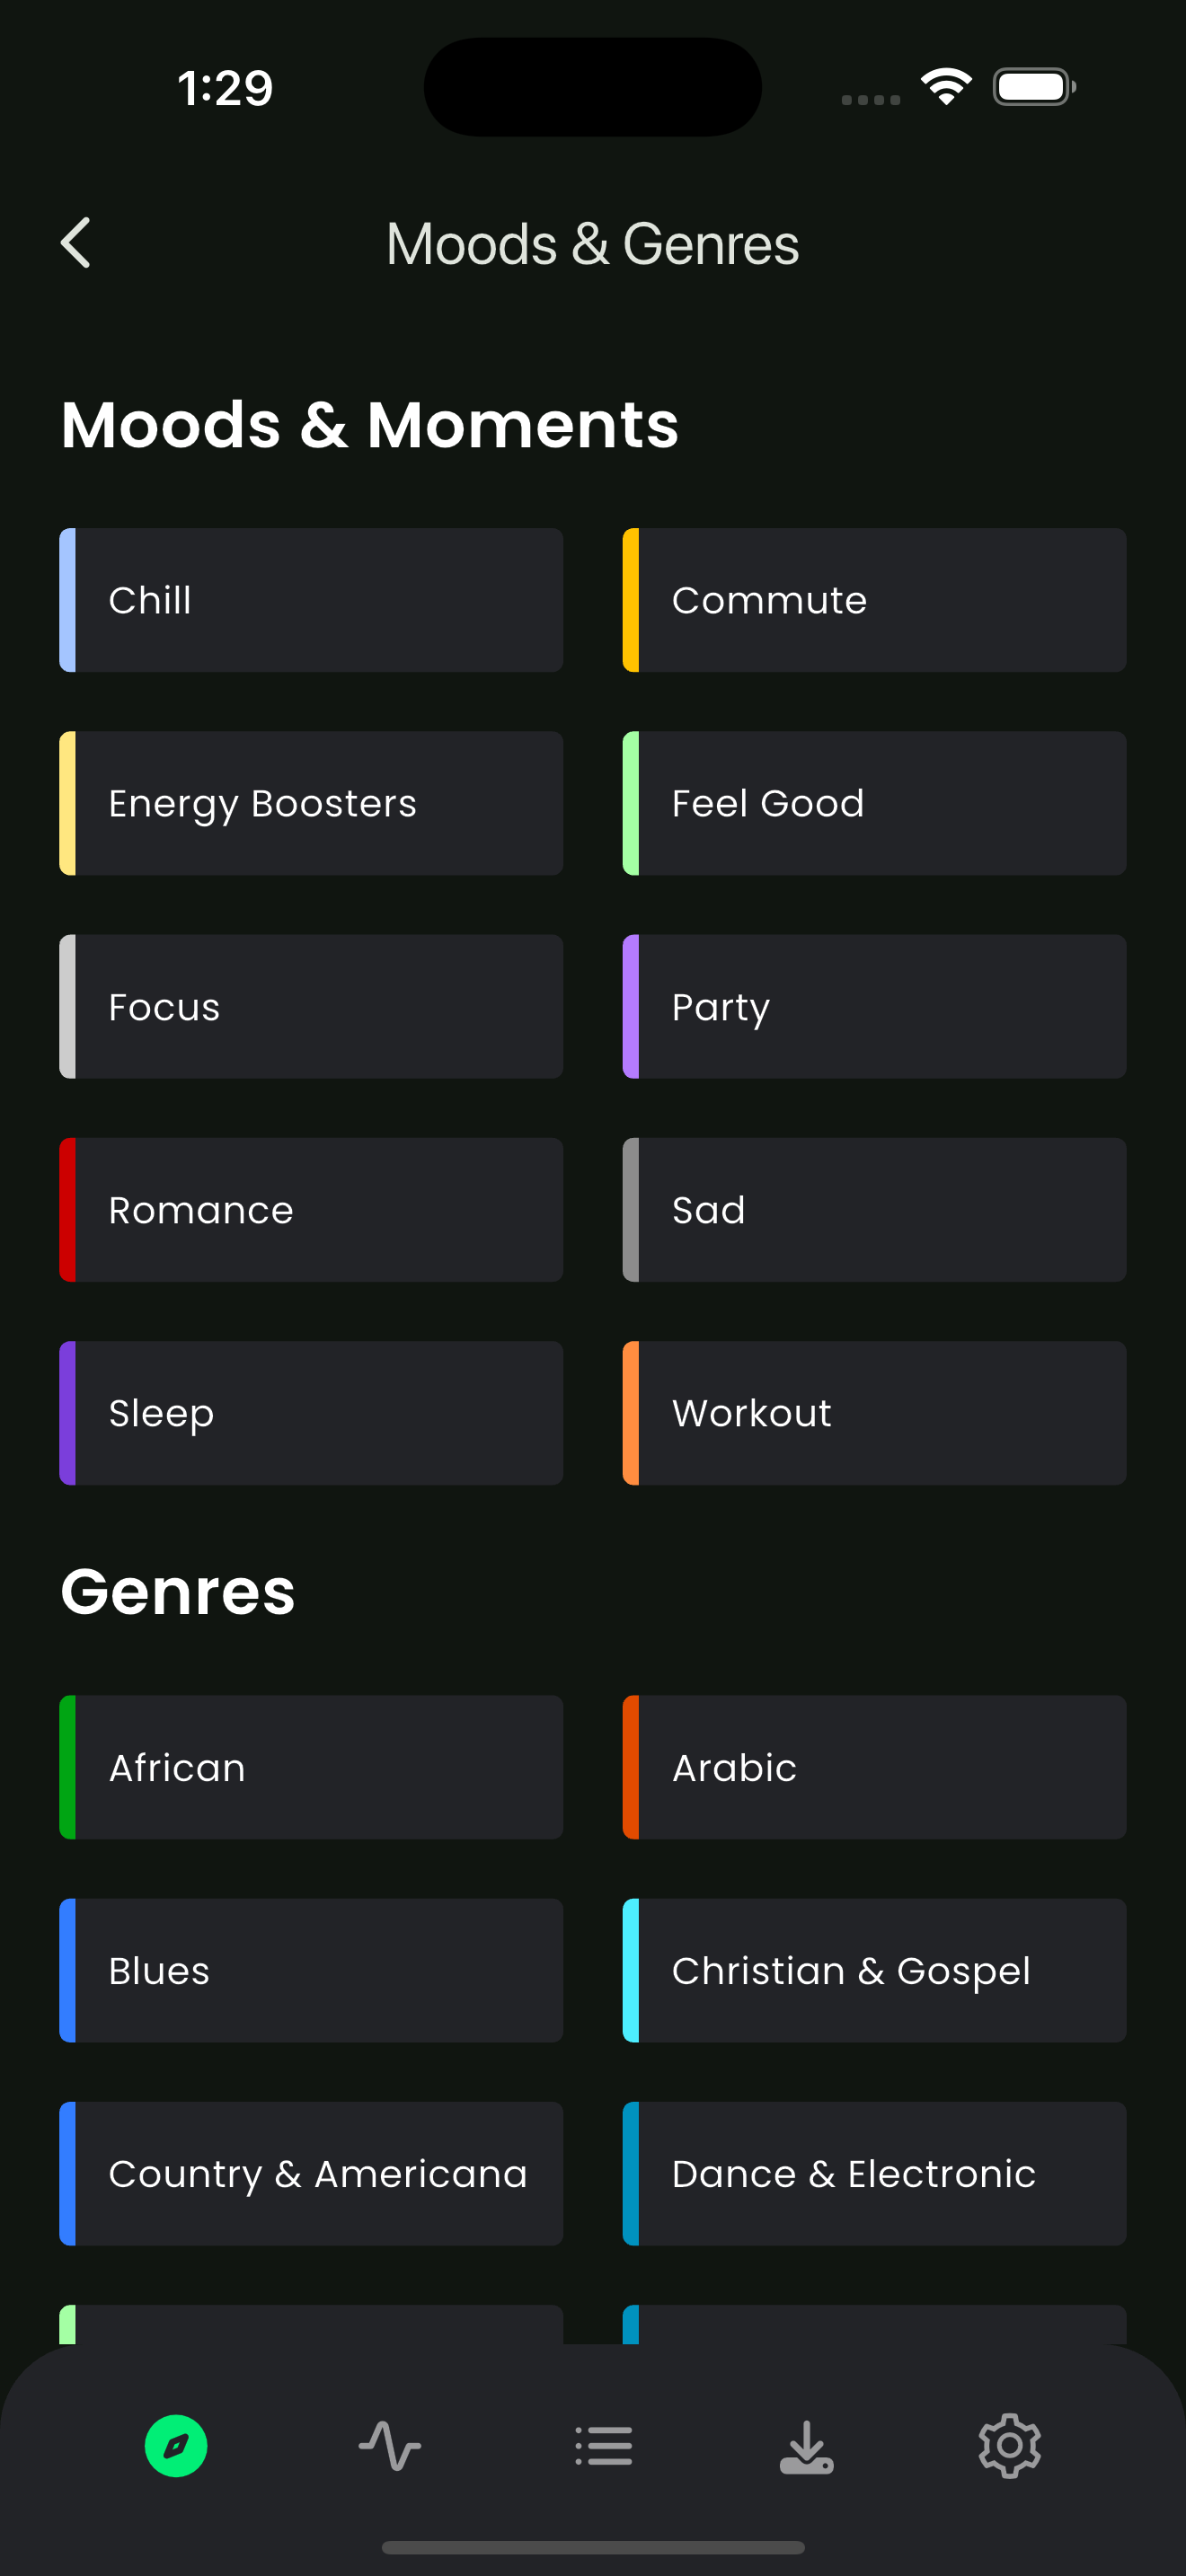 1:29
Moods & Genres
Moods & Moments
Chill
Commute
Energy Boosters
Feel Good
Focus
Party
Romance
Sad
Sleep
Workout
Genres
African
Arabic
Blues
Christian & Gospel
Country & Americana
Dance & Electronic